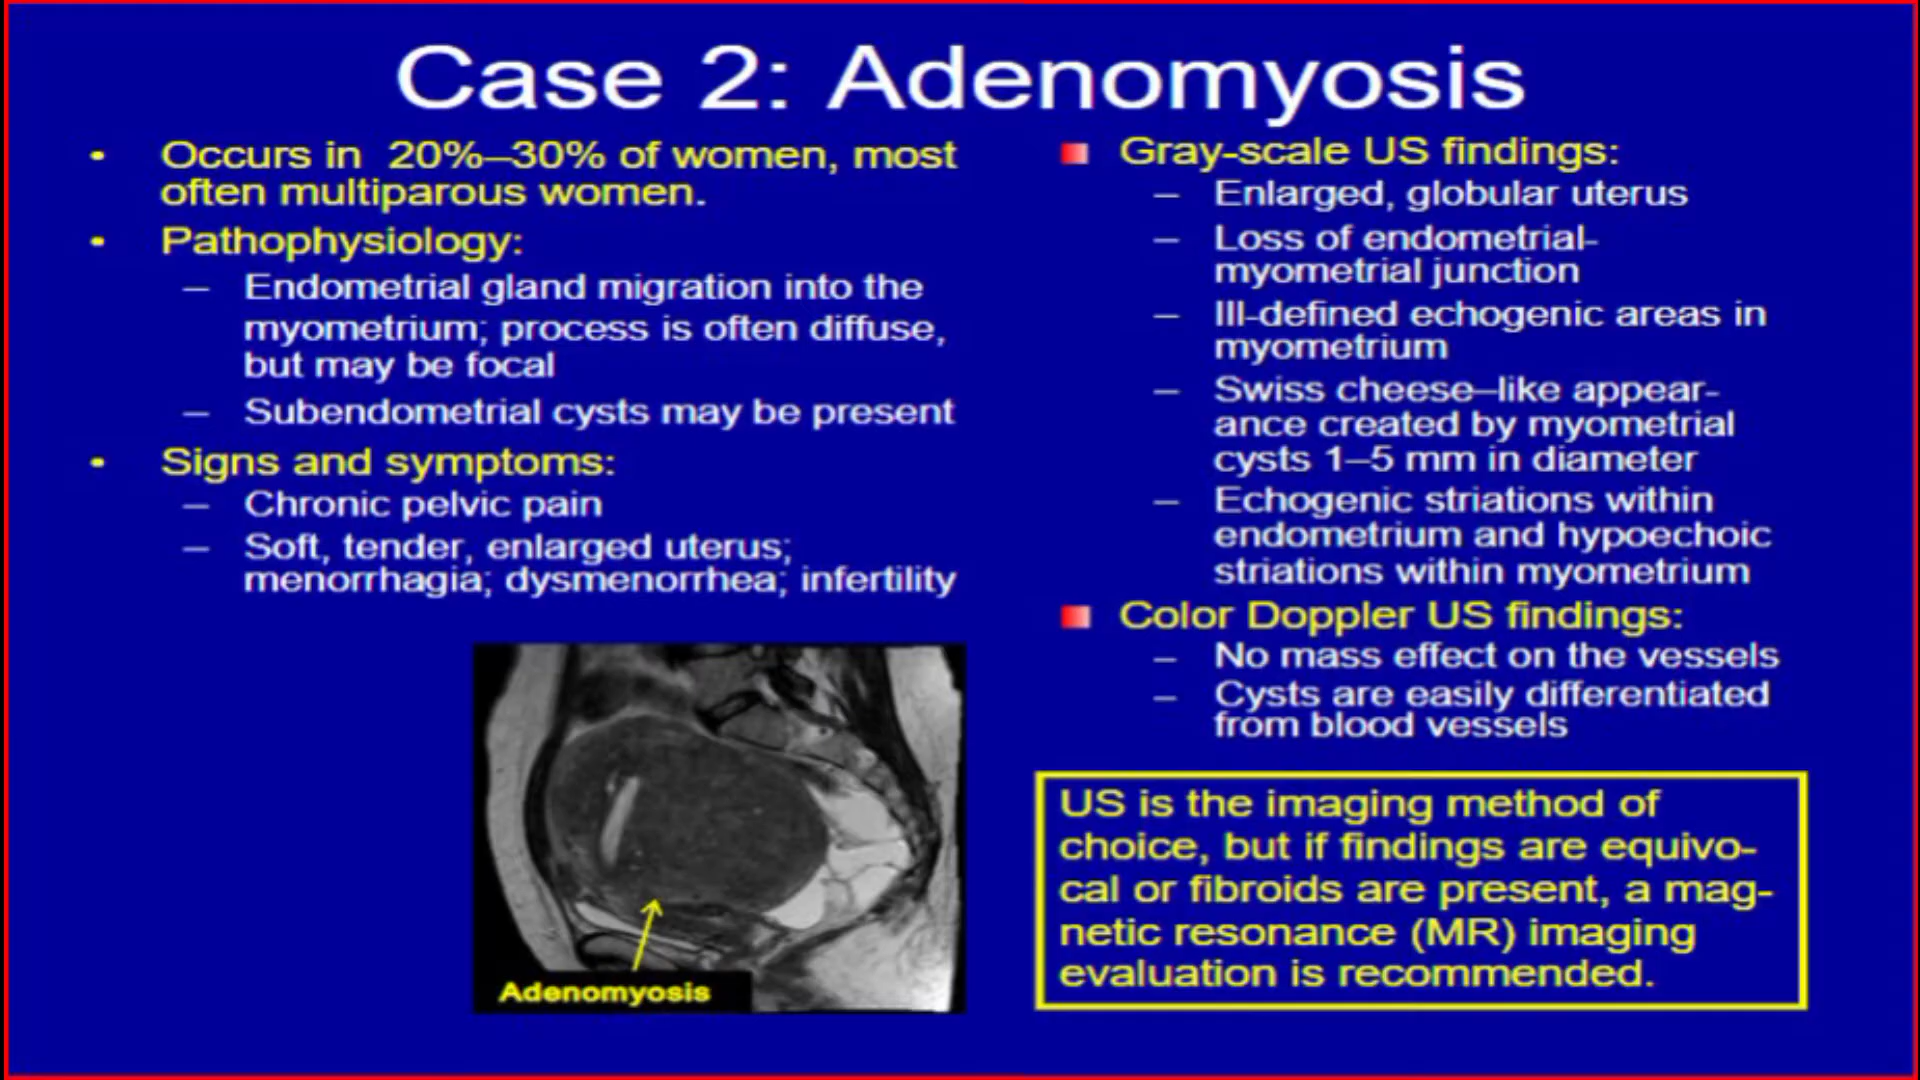 Case 2: Adenomyosis
• Occurs in 20%–30% of women, most
often multiparous women.
• Pathophysiology:
– Endometrial gland migration into the
myometrium; process is often diffuse,
but may be focal
– Subendometrial cysts may be present
• Signs and symptoms:
– Chronic pelvic pain
– Soft, tender, enlarged uterus;
menorrhagia; dysmenorrhea; infertility
Adenomyosis
Gray-scale US findings:
– Enlarged, globular uterus
– Loss of endometrial-
myometrial junction
– Ill-defined echogenic areas in
myometrium
– Swiss cheese–like appear-
ance created by myometrial
cysts 1–5 mm in diameter
– Echogenic striations within
endometrium and hypoechoic
striations within myometrium
Color Doppler US findings:
– No mass effect on the vessels
– Cysts are easily differentiated
from blood vessels
US is the imaging method of
choice, but if findings are equivo-
cal or fibroids are present, a mag-
netic resonance (MR) imaging
evaluation is recommended.